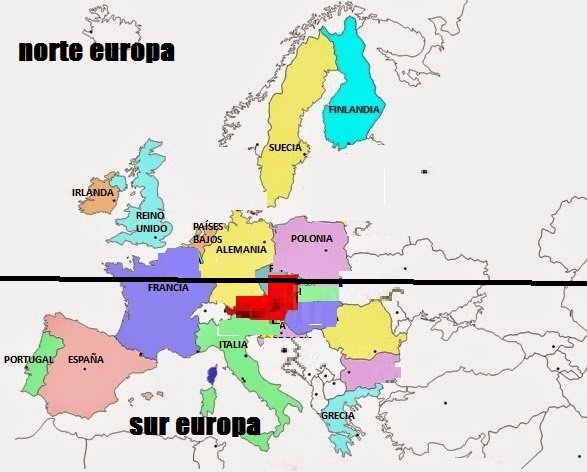 norte europa
FINLANDIA
SUECIA
IRLANDA
REINO
UNIDO
PAÍSES
BAJOS
ALEMANIA
POLONIA
FRANCIA
ITALIA
PORTUGAL
ESPAÑA
GRECIA
sur europa